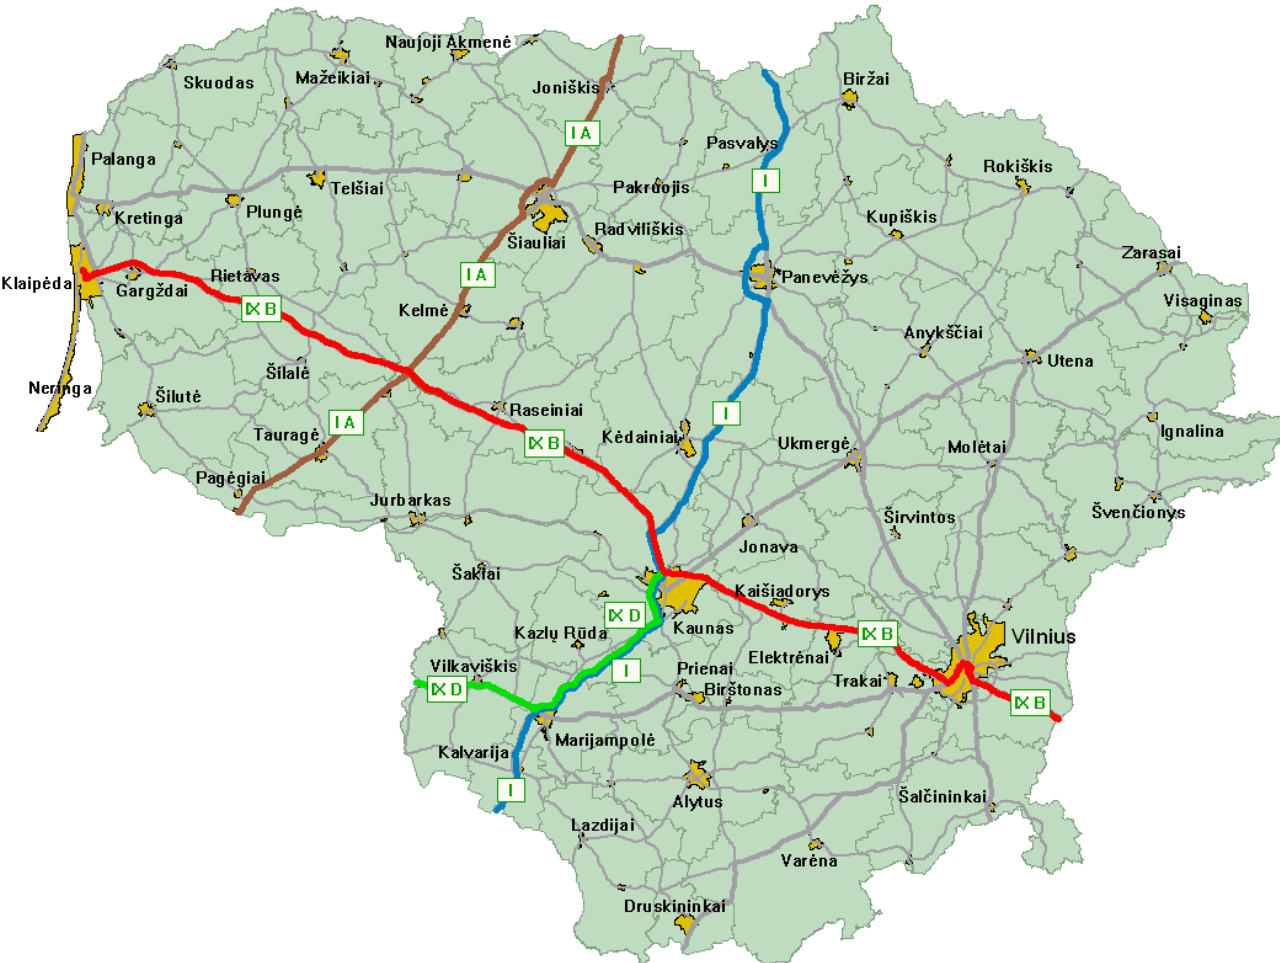 Naujoji Akmenė
Skuodas
Mažeikiai
Joniškis
Biržai
I A
Pasvalys
Palanga
Telšiai
Pakruojis
I
Rokiškis
Kretinga
Plungė
Kupiškis
Šiauliai
Radviliškis
Zarasai
Klaipėda
Gargždai
Rietavas
I A
Panevėžys
Visaginas
IX B
Kelmė
Anykščiai
Utena
Šilalė
Neringa
Šilutė
Raseiniai
I
I A
Tauragė
IX B
Kėdainiai
Ukmergė
Molėtai
Ignalina
Pagėgiai
Jurbarkas
Širvintos
Švenčionys
Jonava
Šakiai
Kaišiadorys
IX D
Kaunas
Kazlų Rūda
IX B
Vilnius
Elektrėnai
Vilkaviškis
I
Prienai
Birštonas
Trakai
IX D
IX B
Kalvarija
Marijampolė
I
Alytus
Šalčininkai
Lazdijai
Varėna
Druskininkai